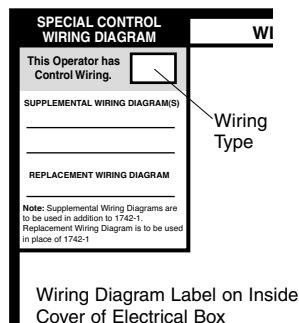 SPECIAL CONTROL
WIRING DIAGRAM
This Operator has
Control Wiring.
SUPPLEMENTAL WIRING DIAGRAM(S)
REPLACEMENT WIRING DIAGRAM
Note: Supplemental Wiring Diagrams are
to be used in addition to 1742-1.
Replacement Wiring Diagram is to be used
in place of 1742-1
Wiring
Type
Wiring Diagram Label on Inside
Cover of Electrical Box